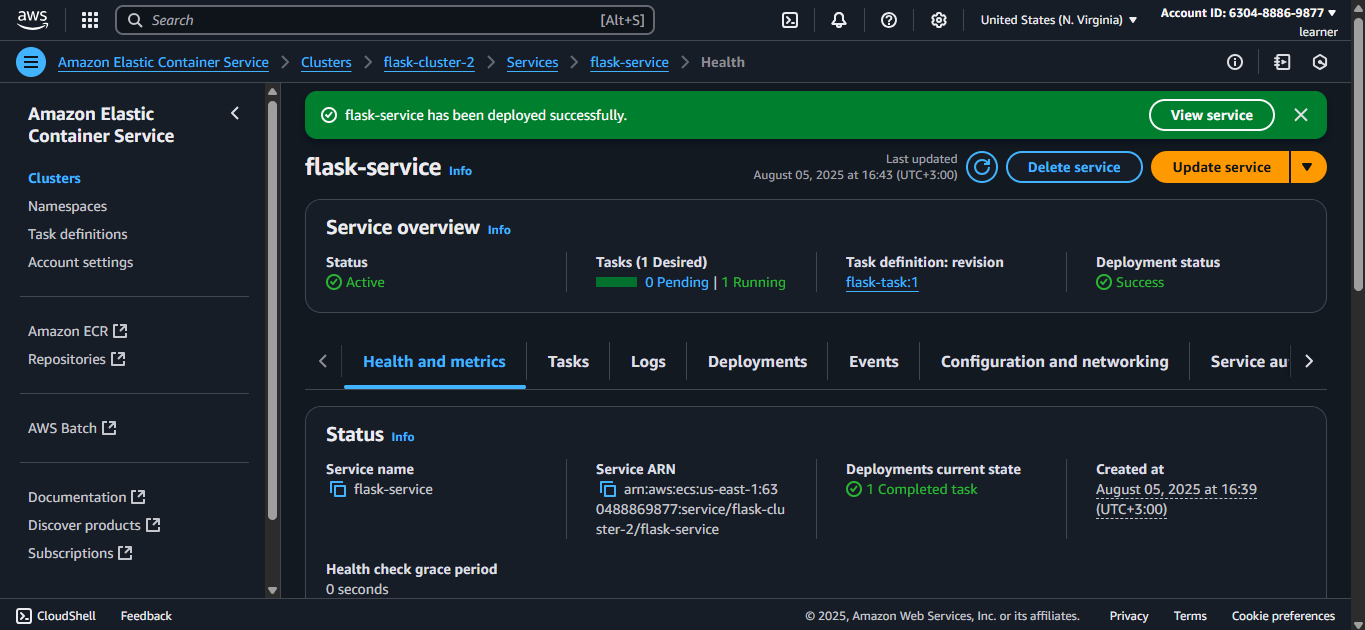 aws
Search [Alt+S]
United States (N. Virginia)
Account ID: 6304-8886-9877
learner
Amazon Elastic Container Service
Clusters
flask-cluster-2
Services
flask-service
Health
Amazon Elastic
Container Service
Clusters
Namespaces
Task definitions
Account settings
Amazon ECR
Repositories
AWS Batch
Documentation
Discover products
Subscriptions
flask-service has been deployed successfully.
View service
flask-service Info
Last updated
August 05, 2025 at 16:43 (UTC+3:00)
Delete service
Update service
Service overview Info
Status
Active
Tasks (1 Desired)
0 Pending | 1 Running
Task definition: revision
flask-task:1
Deployment status
Success
Health and metrics
Tasks
Logs
Deployments
Events
Configuration and networking
Service au
Status Info
Service name
flask-service
Service ARN
arn:aws:ecs:us-east-1:63
0488869877:service/flask-clu
ster-2/flask-service
Deployments current state
1 Completed task
Created at
August 05, 2025 at 16:39
(UTC+3:00)
Health check grace period
0 seconds
CloudShell
Feedback
© 2025, Amazon Web Services, Inc. or its affiliates.
Privacy
Terms
Cookie preferences